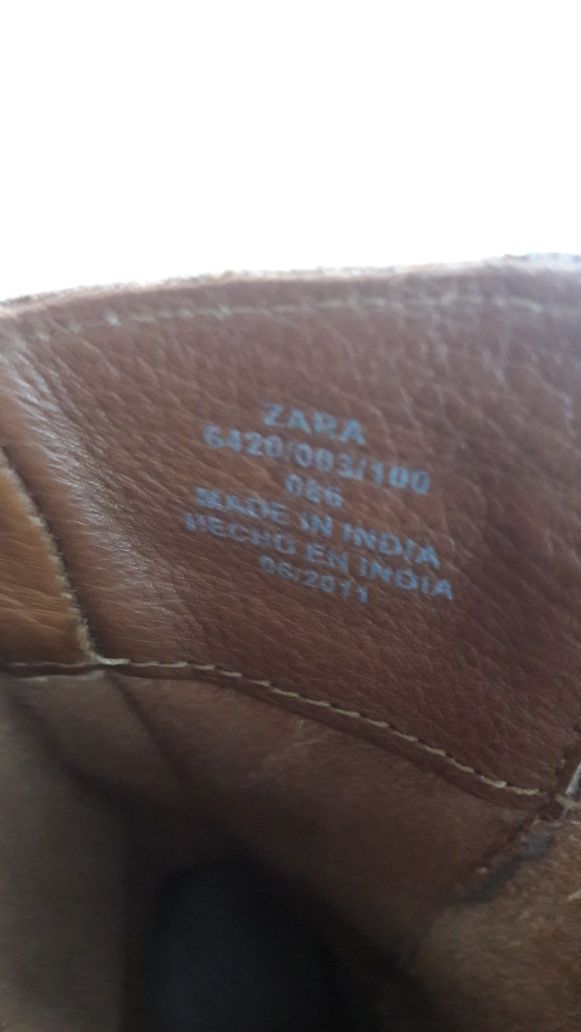 ZARA
6420/003/100
086
MADE IN INDIA
HECHO EN INDIA
06/2011